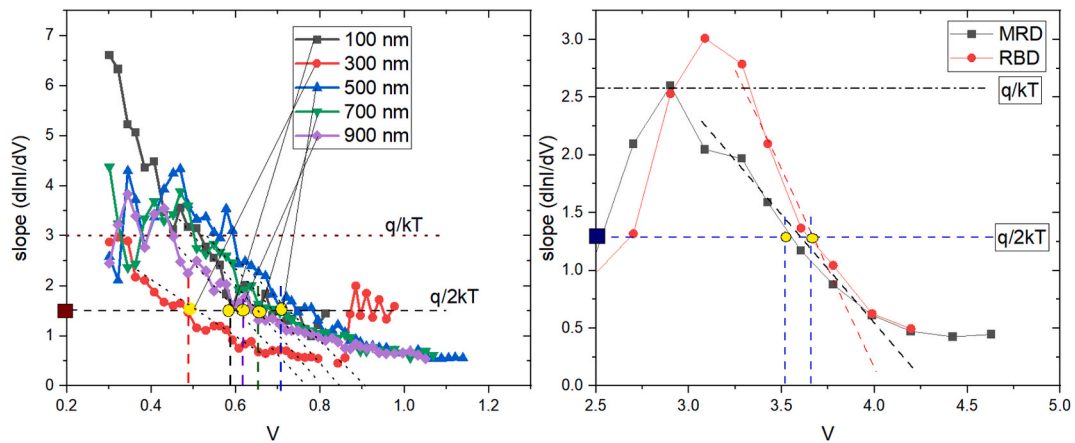 slope (dlnI/dV)
7
6
5
4
3
2
1
0
100 nm
300 nm
500 nm
700 nm
900 nm
q/kT
q/2kT
0.2
0.4
0.6
0.8
1.0
1.2
V
slope (dlnI/dV)
3.0
2.5
2.0
1.5
1.0
0.5
0.0
MRD
RBD
q/kT
q/2kT
2.5
3.0
3.5
4.0
4.5
5.0
V